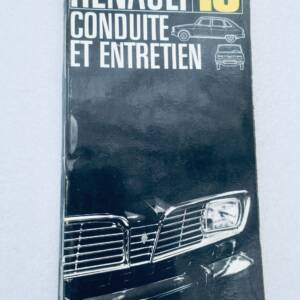 RENAULT 16
CONDUITE
ET ENTRETIEN